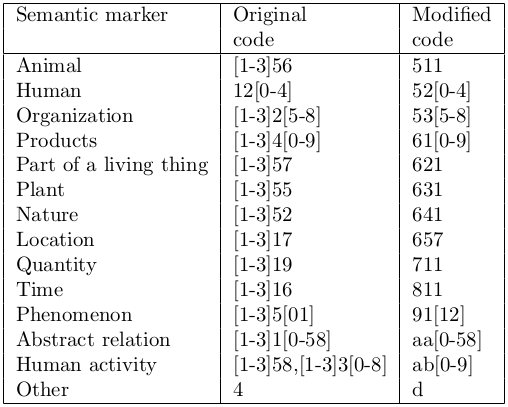 Semantic marker Original Modified
code code
Animal [1-3]56 511
Human 12[0-4] 52[0-4]
Organization [1-3]2[5-8] 53[5-8]
Products [1-3]4[0-9] 61[0-9]
Part of a living thing [1-3]57 621
Plant [1-3]55 631
Nature [1-3]52 641
Location [1-3]17 657
Quantity [1-3]19 711
Time [1-3]16 811
Phenomenon [1-3]5[01] 91[12]
Abstract relation [1-3]1[0-58] aa[0-58]
Human activity [1-3]58,[1-3]3[0-8] ab[0-9]
Other 4 d